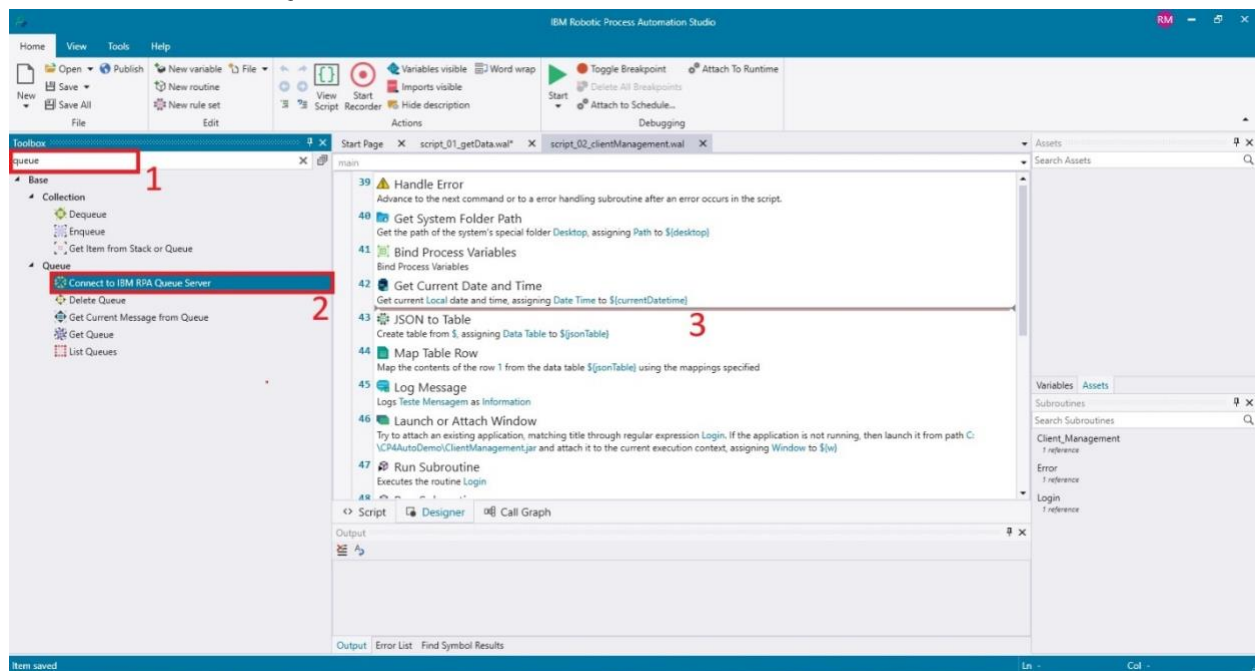 IBM Robotic Process Automation Studio
RM
Home View Tools Help
New
Open Publish
Save
Save All
File
New variable File
New routine
New rule set
Edit
View Script
Start Recorder
Variables visible Word wrap
Imports visible
Hide description
Actions
Start
Toggle Breakpoint Attach To Runtime
Delete All Breakpoints
Attach to Schedule...
Debugging
Toolbox
queue
1
Base
Collection
Dequeue
Enqueue
Get Item from Stack or Queue
Queue
Connect to IBM RPA Queue Server
2
Delete Queue
Get Current Message from Queue
Get Queue
List Queues
Start Page script_01_getData.wal* script_02_clientManagement.wal
main
39 Handle Error
Advance to the next command or to a error handling subroutine after an error occurs in the script.
40 Get System Folder Path
Get the path of the system's special folder Desktop, assigning Path to ${desktop}
41 Bind Process Variables
Bind Process Variables
42 Get Current Date and Time
Get current Local date and time, assigning Date Time to ${currentDatetime}
3
43 JSON to Table
Create table from $, assigning Data Table to ${jsonTable}
44 Map Table Row
Map the contents of the row 1 from the data table ${jsonTable} using the mappings specified
45 Log Message
Logs Teste Mensagem as Information
46 Launch or Attach Window
Try to attach an existing application, matching title through regular expression Login. If the application is not running, then launch it from path C:
\CP4AutoDemo\ClientManagement.jar and attach it to the current execution context, assigning Window to ${w}
47 Run Subroutine
Executes the routine Login
48
Script Designer Call Graph
Output
Output Error List Find Symbol Results
Assets
Search Assets
Variables Assets
Subroutines
Search Subroutines
Client_Management
1 reference
Error
1 reference
Login
1 reference
Item saved
Ln - Col -